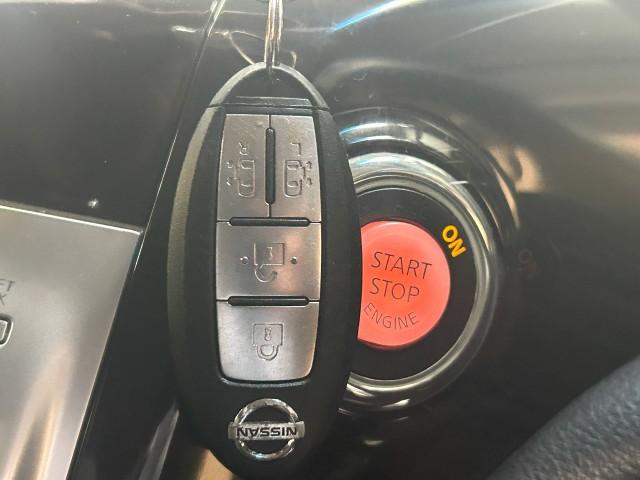 R L
NISSAN
ON
START
STOP
ENGINE